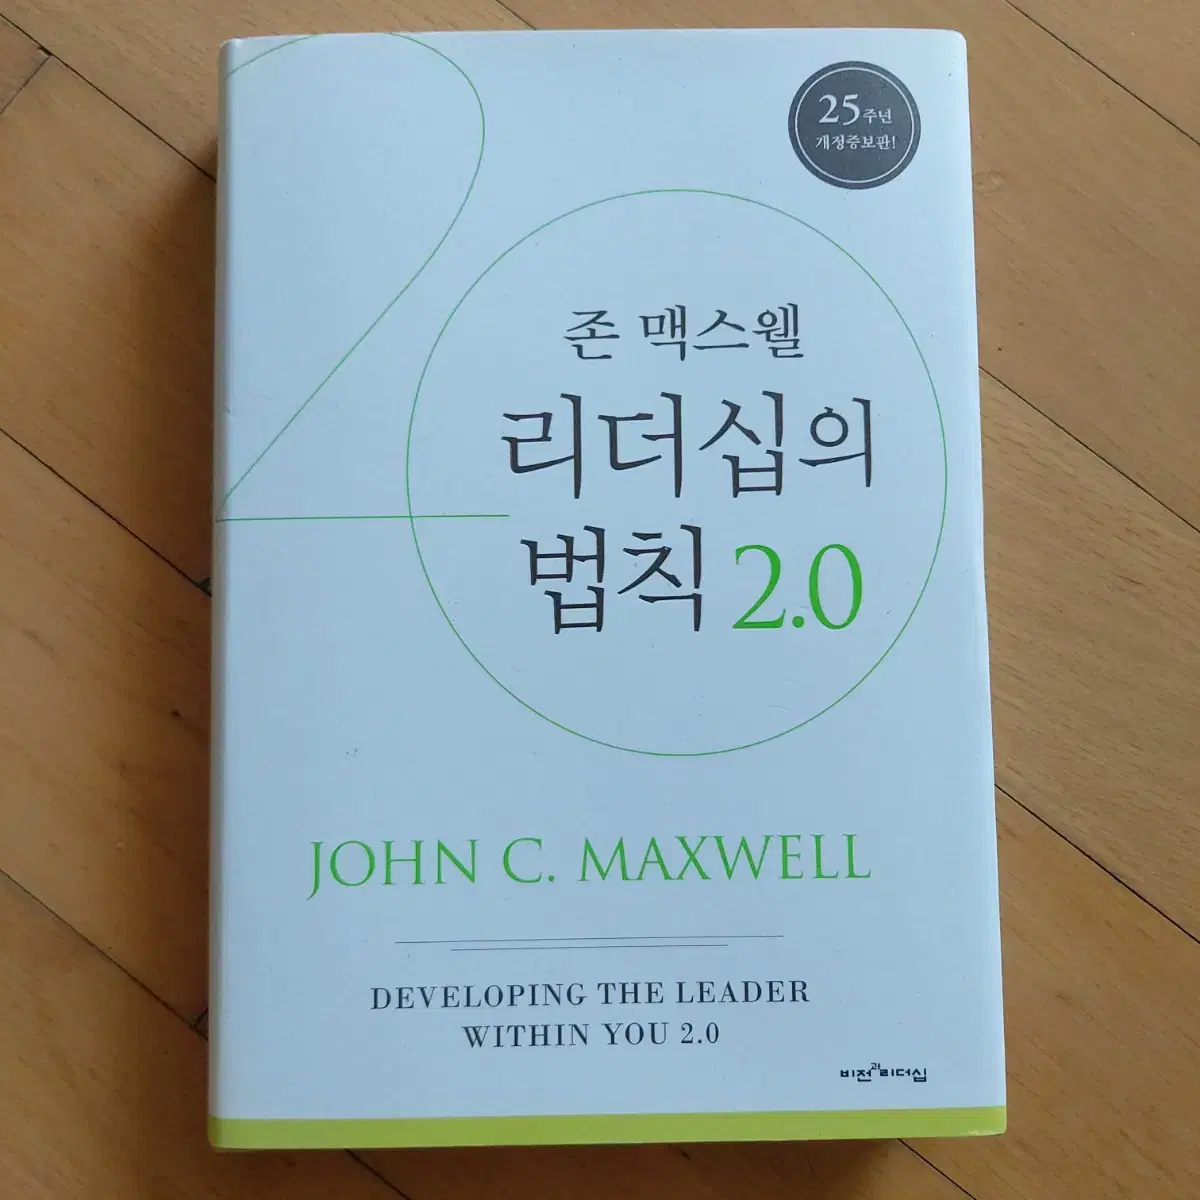 25주년
개정증보판!
존 맥스웰
리더십의
법칙 2.0
JOHN C. MAXWELL
DEVELOPING THE LEADER
WITHIN YOU 2.0
비전과리더십